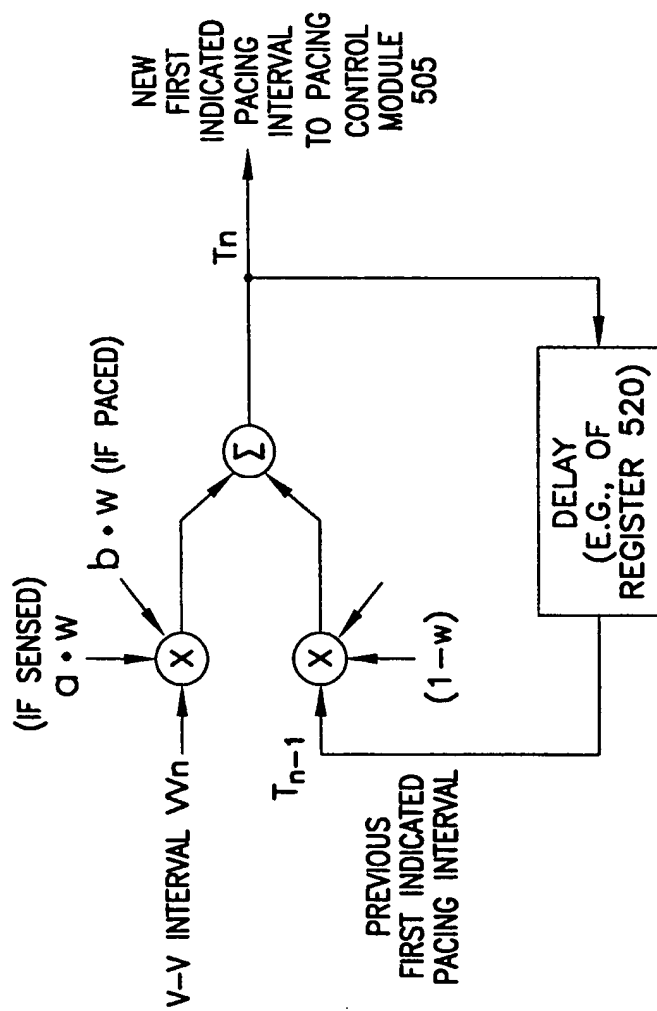 (IF SENSED)
a • w
b • w (IF PACED)
V–V INTERVAL VVn
X
Σ
Tn
NEW
FIRST
INDICATED
PACING
INTERVAL
TO PACING
CONTROL
MODULE
505
Tn–1
X
(1–w)
PREVIOUS
FIRST INDICATED
PACING INTERVAL
DELAY
(E.G., OF
REGISTER 520)